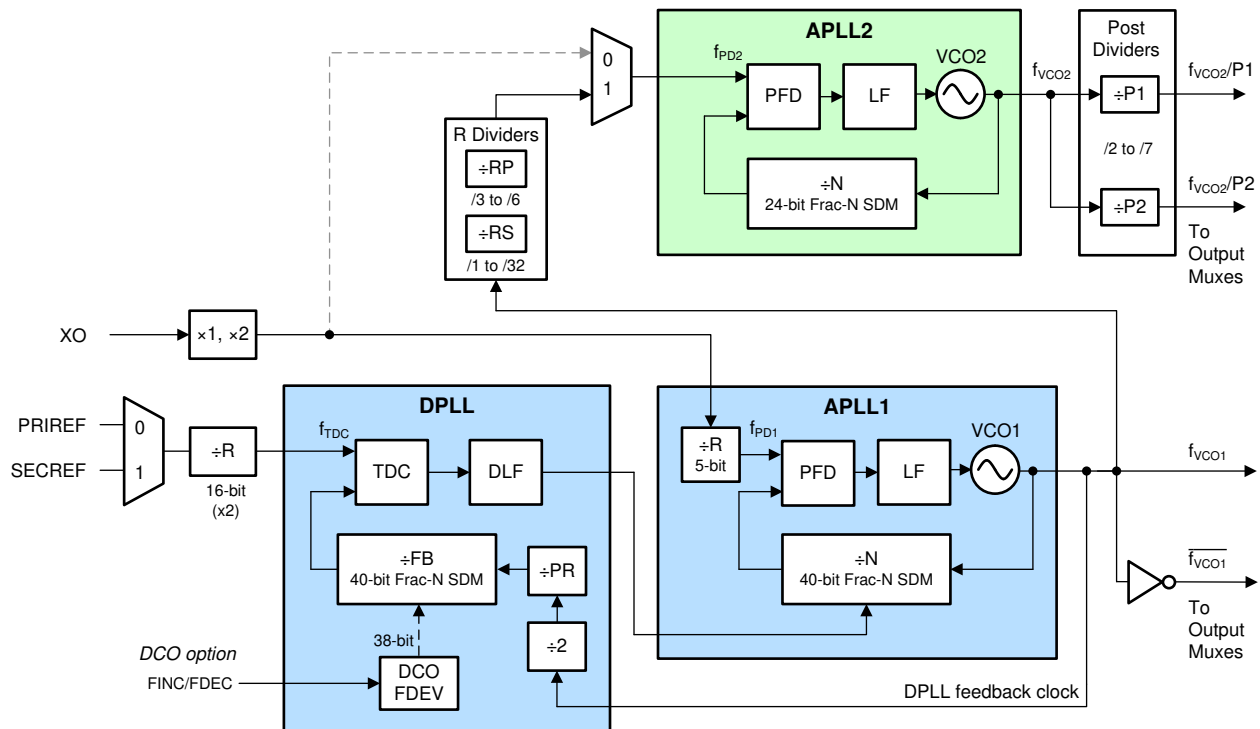 APLL2
Post
Dividers
0
1
fPD2
VCO2
fVCO2
fVCO2/P1
PFD
LF
÷P1
R Dividers
÷RP
/3 to /6
÷RS
/1 to /32
÷N
24-bit Frac-N SDM
/2 to /7
÷P2
fVCO2/P2
To
Output
Muxes
XO
×1, ×2
DPLL
APLL1
PRIREF
SECREF
0
1
÷R
16-bit
(x2)
fTDC
TDC
DLF
÷R
5-bit
fPD1
PFD
LF
VCO1
fVCO1
÷FB
40-bit Frac-N SDM
÷PR
÷N
40-bit Frac-N SDM
fVCO1
To
Output
Muxes
38-bit
÷2
DCO option
FINC/FDEC
DCO
FDEV
DPLL feedback clock